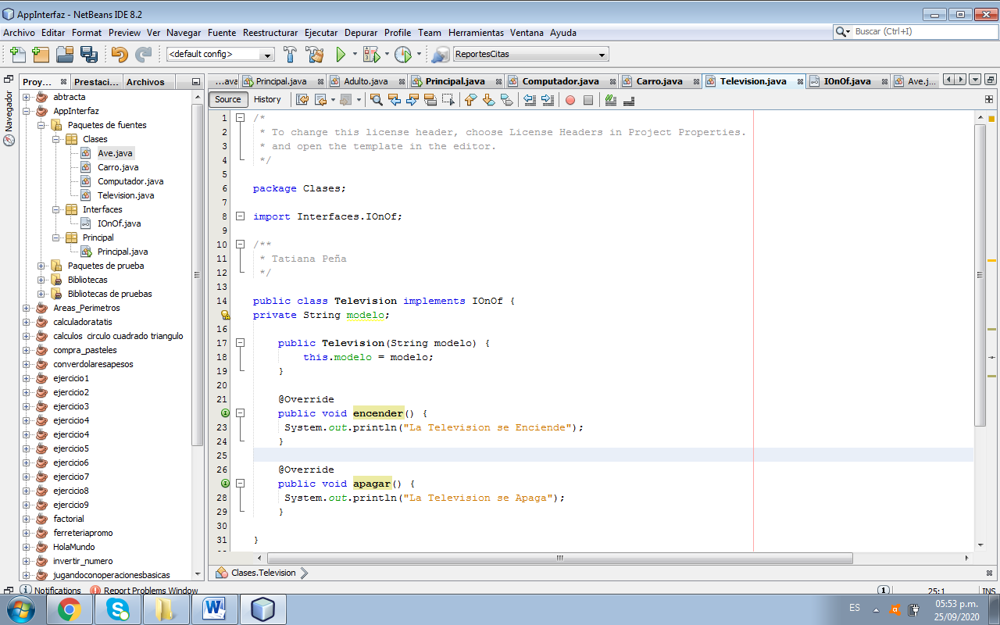 AppInterfaz - NetBeans IDE 8.2
Archivo Editar Format Preview Ver Navegar Fuente Reestructurar Ejecutar Depurar Profile Team Herramientas Ventana Ayuda
Buscar (Ctrl+I)
<default config>
ReportesCitas
Proy... Prestaci... Archivos
...ava Principal.java Adulto.java Principal.java Computador.java Carro.java Television.java IOnOf.java Ave.j...
Source History
Navegador
abtracta
AppInterfaz
Paquetes de fuentes
Clases
Ave.java
Carro.java
Computador.java
Television.java
Interfaces
IOnOf.java
Principal
Principal.java
Paquetes de prueba
Bibliotecas
Bibliotecas de pruebas
Areas_Perimetros
calculadoratatis
calculos circulo cuadrado triangulo
compra_pasteles
converdolaresapesos
ejercicio1
ejercicio2
ejercicio3
ejercicio4
ejercicio4
ejercicio5
ejercicio6
ejercicio7
ejercicio8
ejercicio9
factorial
ferreteriapromo
HolaMundo
invertir_numero
jugandoconoperacionesbasicas
1 /*
2 * To change this license header, choose License Headers in Project Properties.
3 * and open the template in the editor.
4 */
5
6 package Clases;
7
8 import Interfaces.IOnOf;
9
10 /**
11 * Tatiana Peña
12 */
13
14 public class Television implements IOnOf {
private String modelo;
16
17 public Television(String modelo) {
18 this.modelo = modelo;
19 }
20
21 @Override
public void encender() {
23 System.out.println("La Television se Enciende");
24 }
25
26 @Override
public void apagar() {
28 System.out.println("La Television se Apaga");
29 }
30
31 }
Clases.Television
Notifications Report Problems Window
1 25:1 INS
ES 05:53 p.m.
25/09/2020